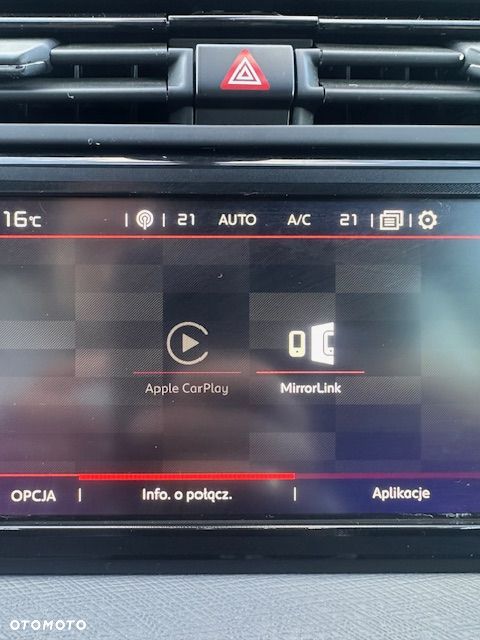 16°C 21 AUTO A/C 21
Apple CarPlay MirrorLink
OPCJA Info. o połącz. Aplikacje
OTOMOTO